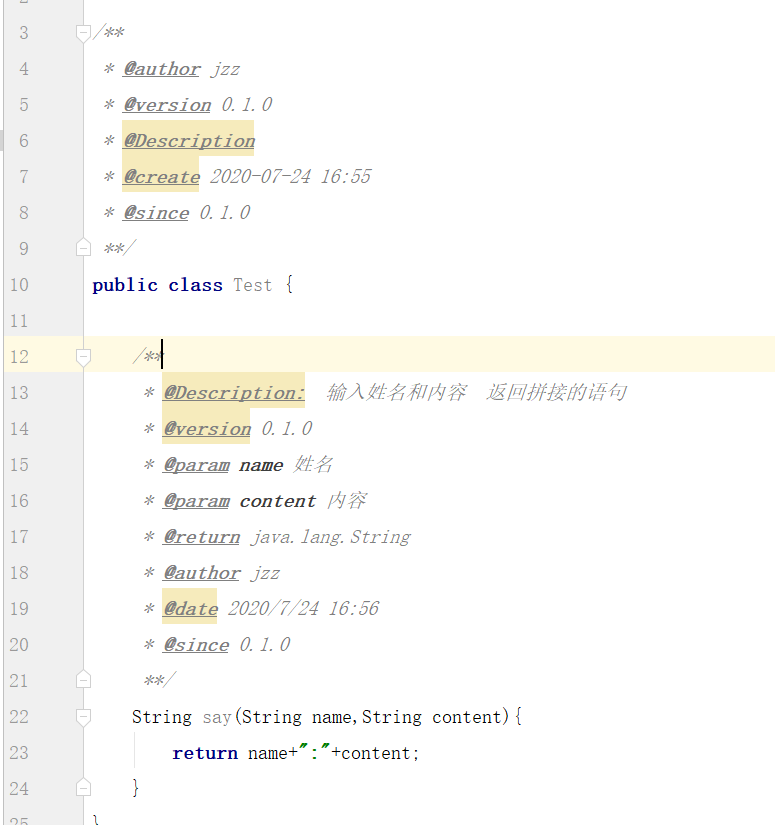 3 /**
4 * @author jzz
5 * @version 0.1.0
6 * @Description
7 * @create 2020-07-24 16:55
8 * @since 0.1.0
9 **/
10 public class Test {
11
12 /**
13 * @Description: 输入姓名和内容 返回拼接的语句
14 * @version 0.1.0
15 * @param name 姓名
16 * @param content 内容
17 * @return java.lang.String
18 * @author jzz
19 * @date 2020/7/24 16:56
20 * @since 0.1.0
21 **/
22 String say(String name,String content){
23 return name+":"+content;
24 }
25 }